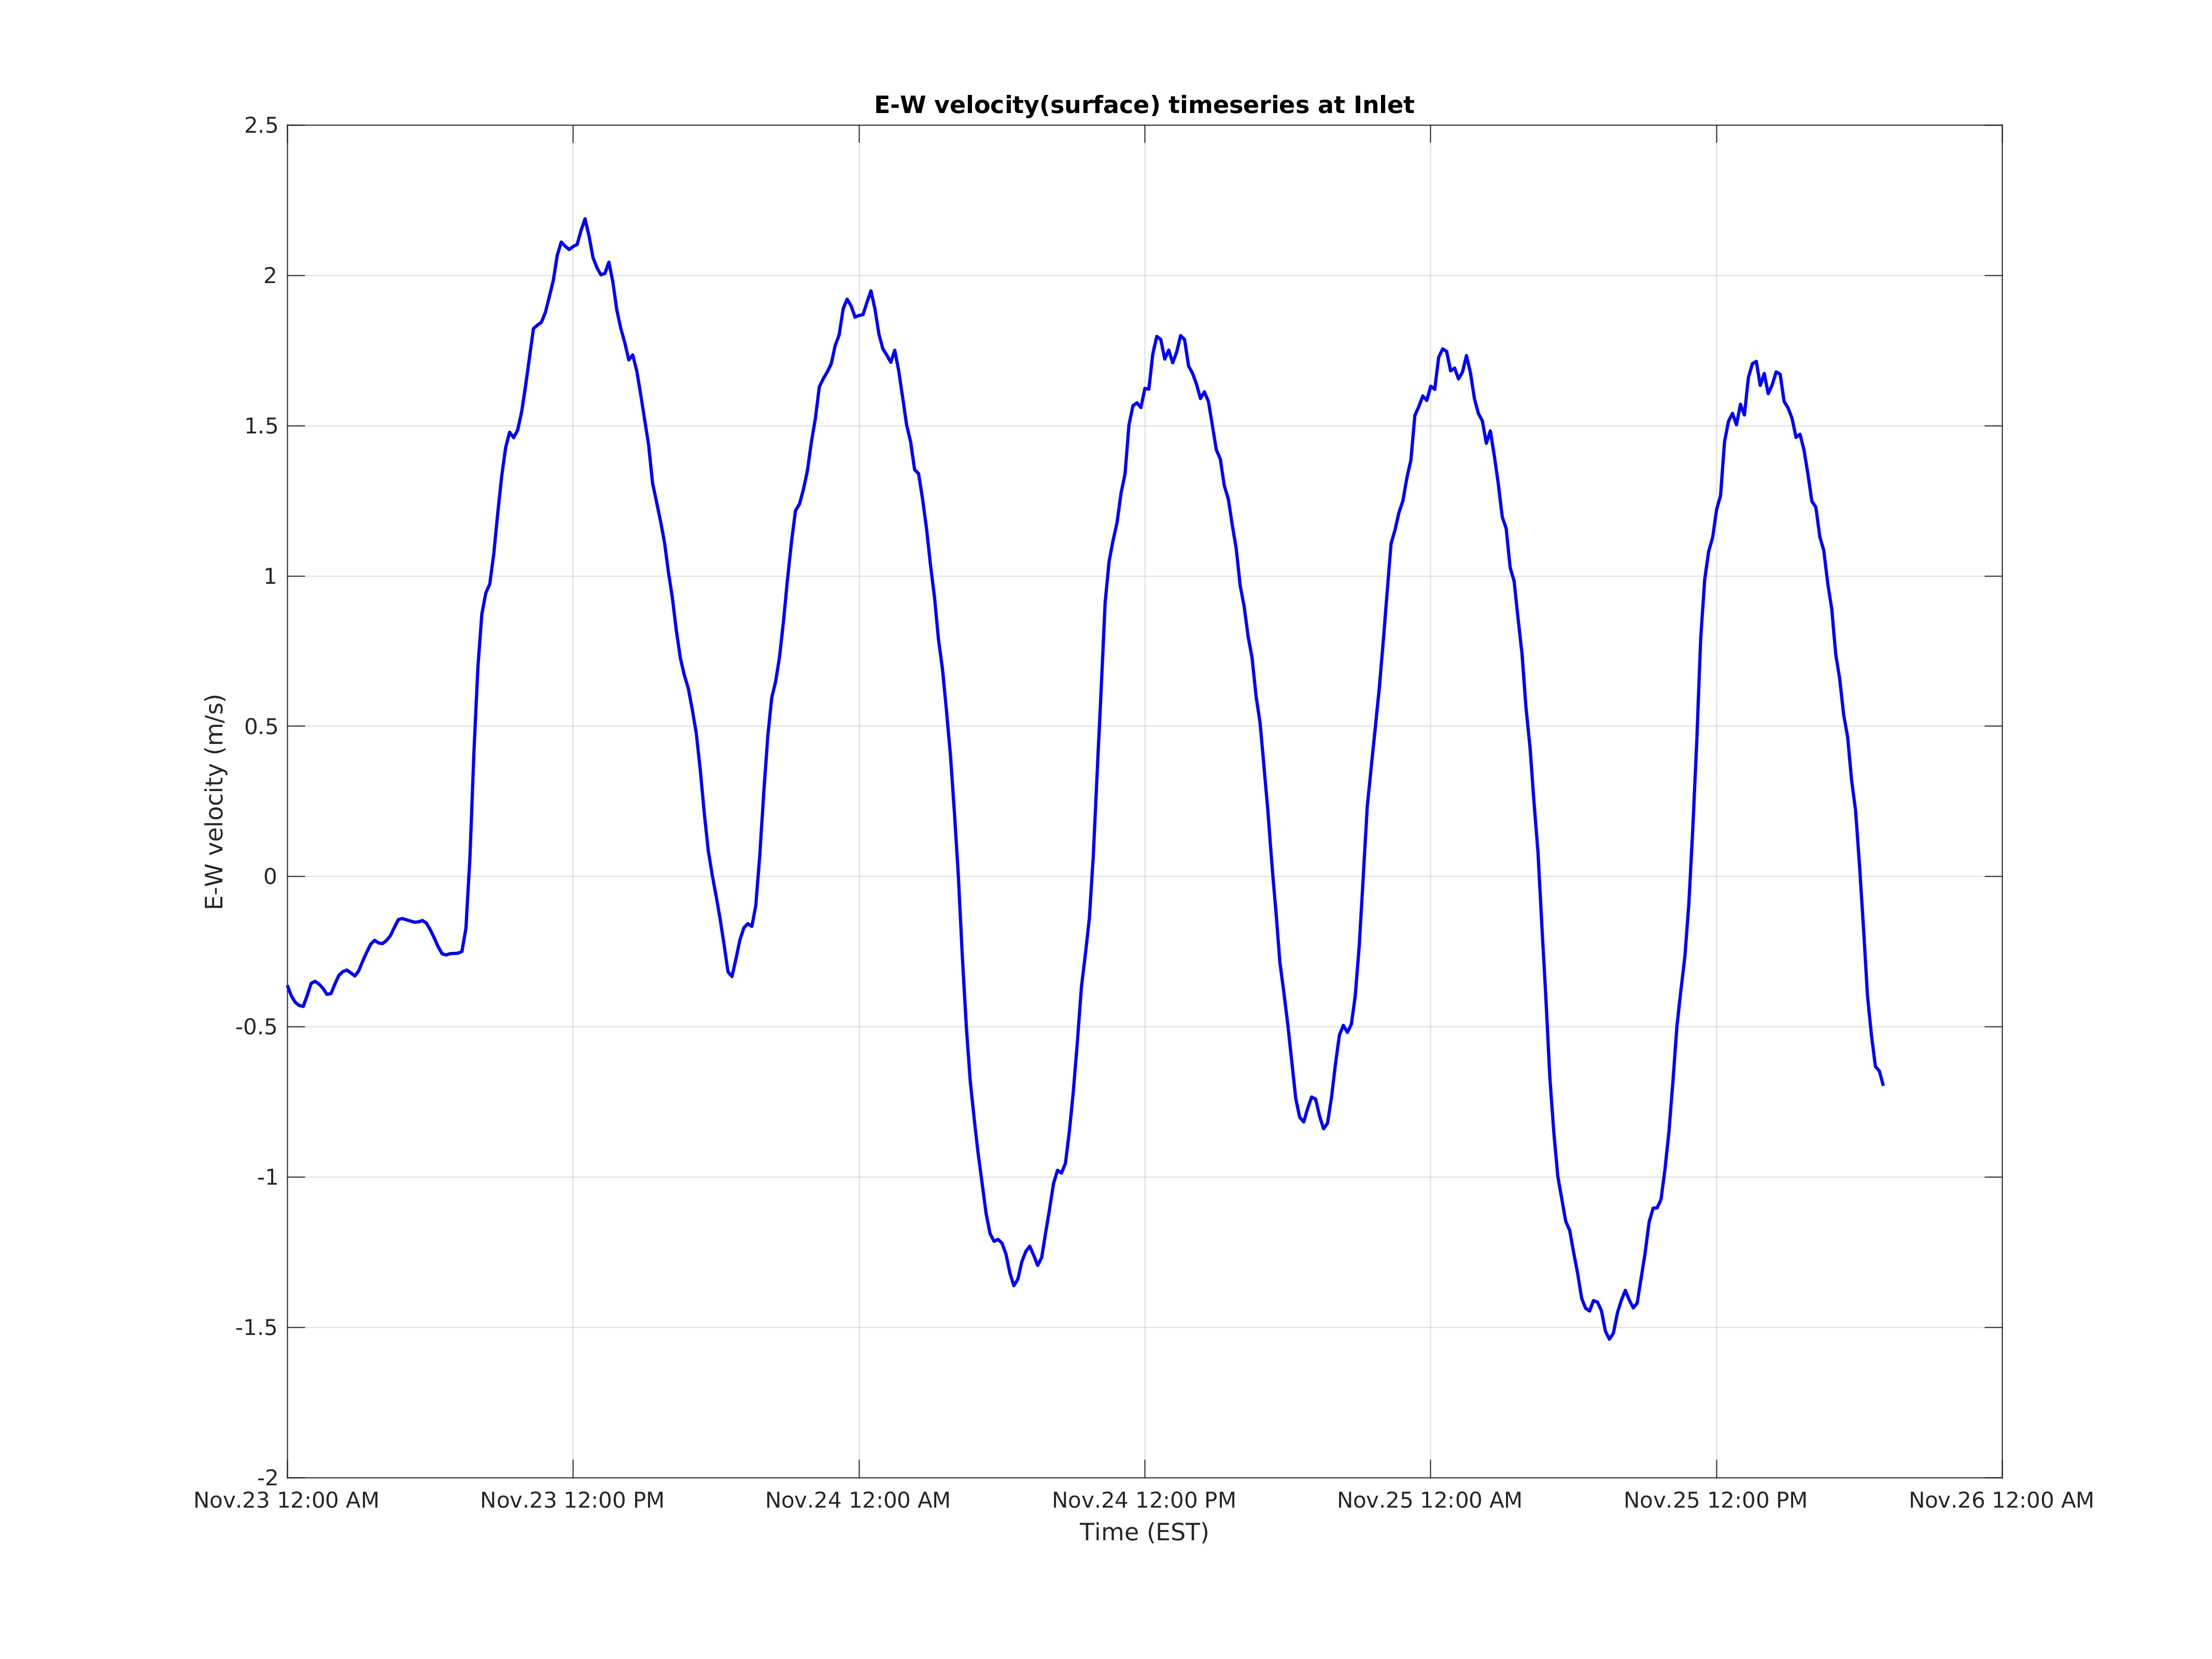 E-W velocity(surface) timeseries at Inlet
2.5
2
1.5
1
0.5
0
-0.5
-1
-1.5
-2
E-W velocity (m/s)
Nov.23 12:00 AM Nov.23 12:00 PM Nov.24 12:00 AM Nov.24 12:00 PM Nov.25 12:00 AM Nov.25 12:00 PM Nov.26 12:00 AM
Time (EST)